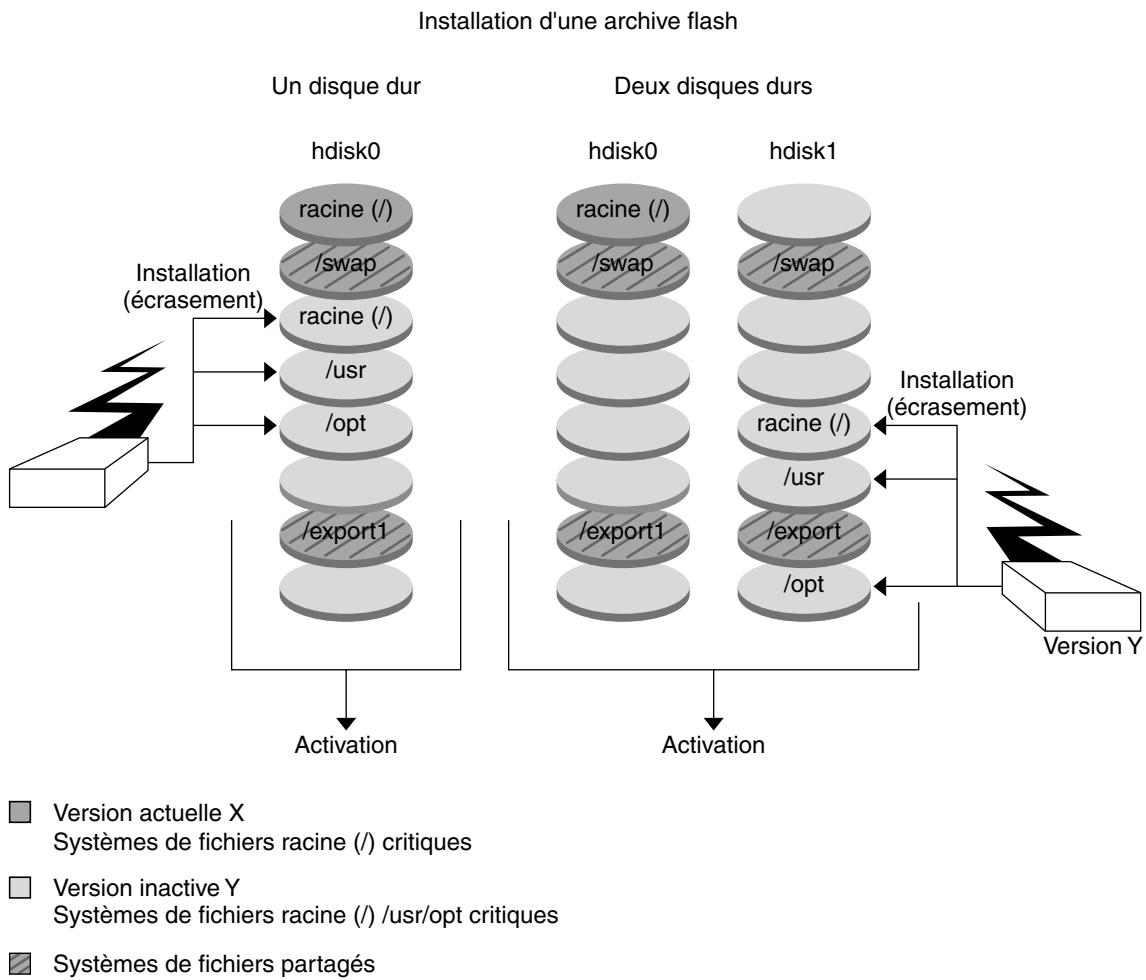 Installation d'une archive flash
Un disque dur
Deux disques durs
hdisk0
hdisk0
hdisk1
racine (/)
/swap
racine (/)
/usr
/opt
/export1
Installation
(écrasement)
racine (/)
/swap
/export1
/swap
racine (/)
/usr
/export
/opt
Installation
(écrasement)
Version Y
Activation
Activation
Version actuelle X
Systèmes de fichiers racine (/) critiques
Version inactive Y
Systèmes de fichiers racine (/) /usr/opt critiques
Systèmes de fichiers partagés